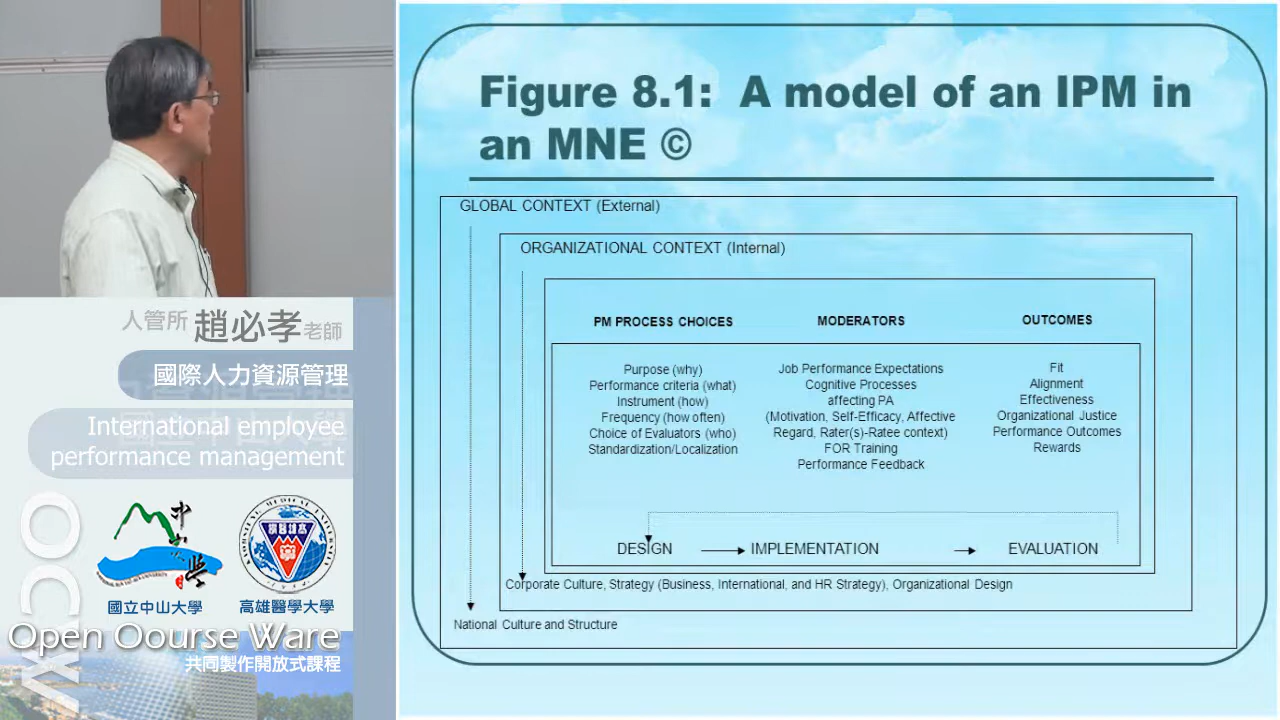 人管所 趙必孝老師
國際人力資源管理
International employee
performance management
國立中山大學
高雄醫學大學
OCW
Open Oourse Ware
共同製作開放式課程
Figure 8.1: A model of an IPM in
an MNE ©
GLOBAL CONTEXT (External)
ORGANIZATIONAL CONTEXT (Internal)
PM PROCESS CHOICES
Purpose (why)
Performance criteria (what)
Instrument (how)
Frequency (how often)
Choice of Evaluators (who)
Standardization/Localization
MODERATORS
Job Performance Expectations
Cognitive Processes
affecting PA
(Motivation, Self-Efficacy, Affective
Regard, Rater(s)-Ratee context)
FOR Training
Performance Feedback
OUTCOMES
Fit
Alignment
Effectiveness
Organizational Justice
Performance Outcomes
Rewards
DESIGN IMPLEMENTATION EVALUATION
Corporate Culture, Strategy (Business, International, and HR Strategy), Organizational Design
National Culture and Structure